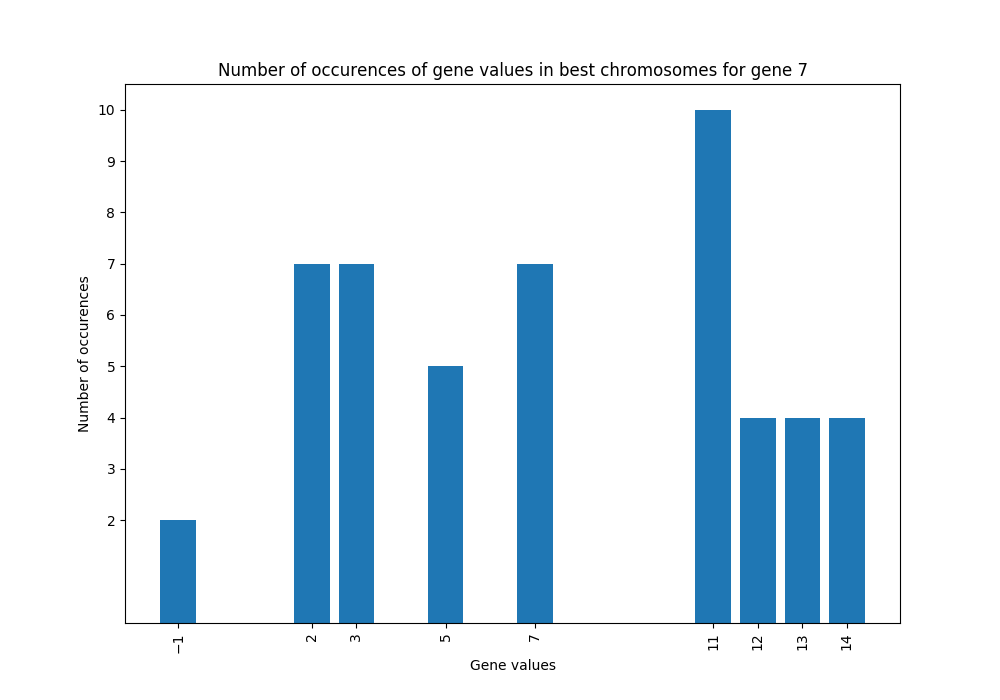 Number of occurences of gene values in best chromosomes for gene 7
10
9
8
7
6
5
4
3
2
Number of occurences
−1 2 3 5 7 11 12 13 14
Gene values